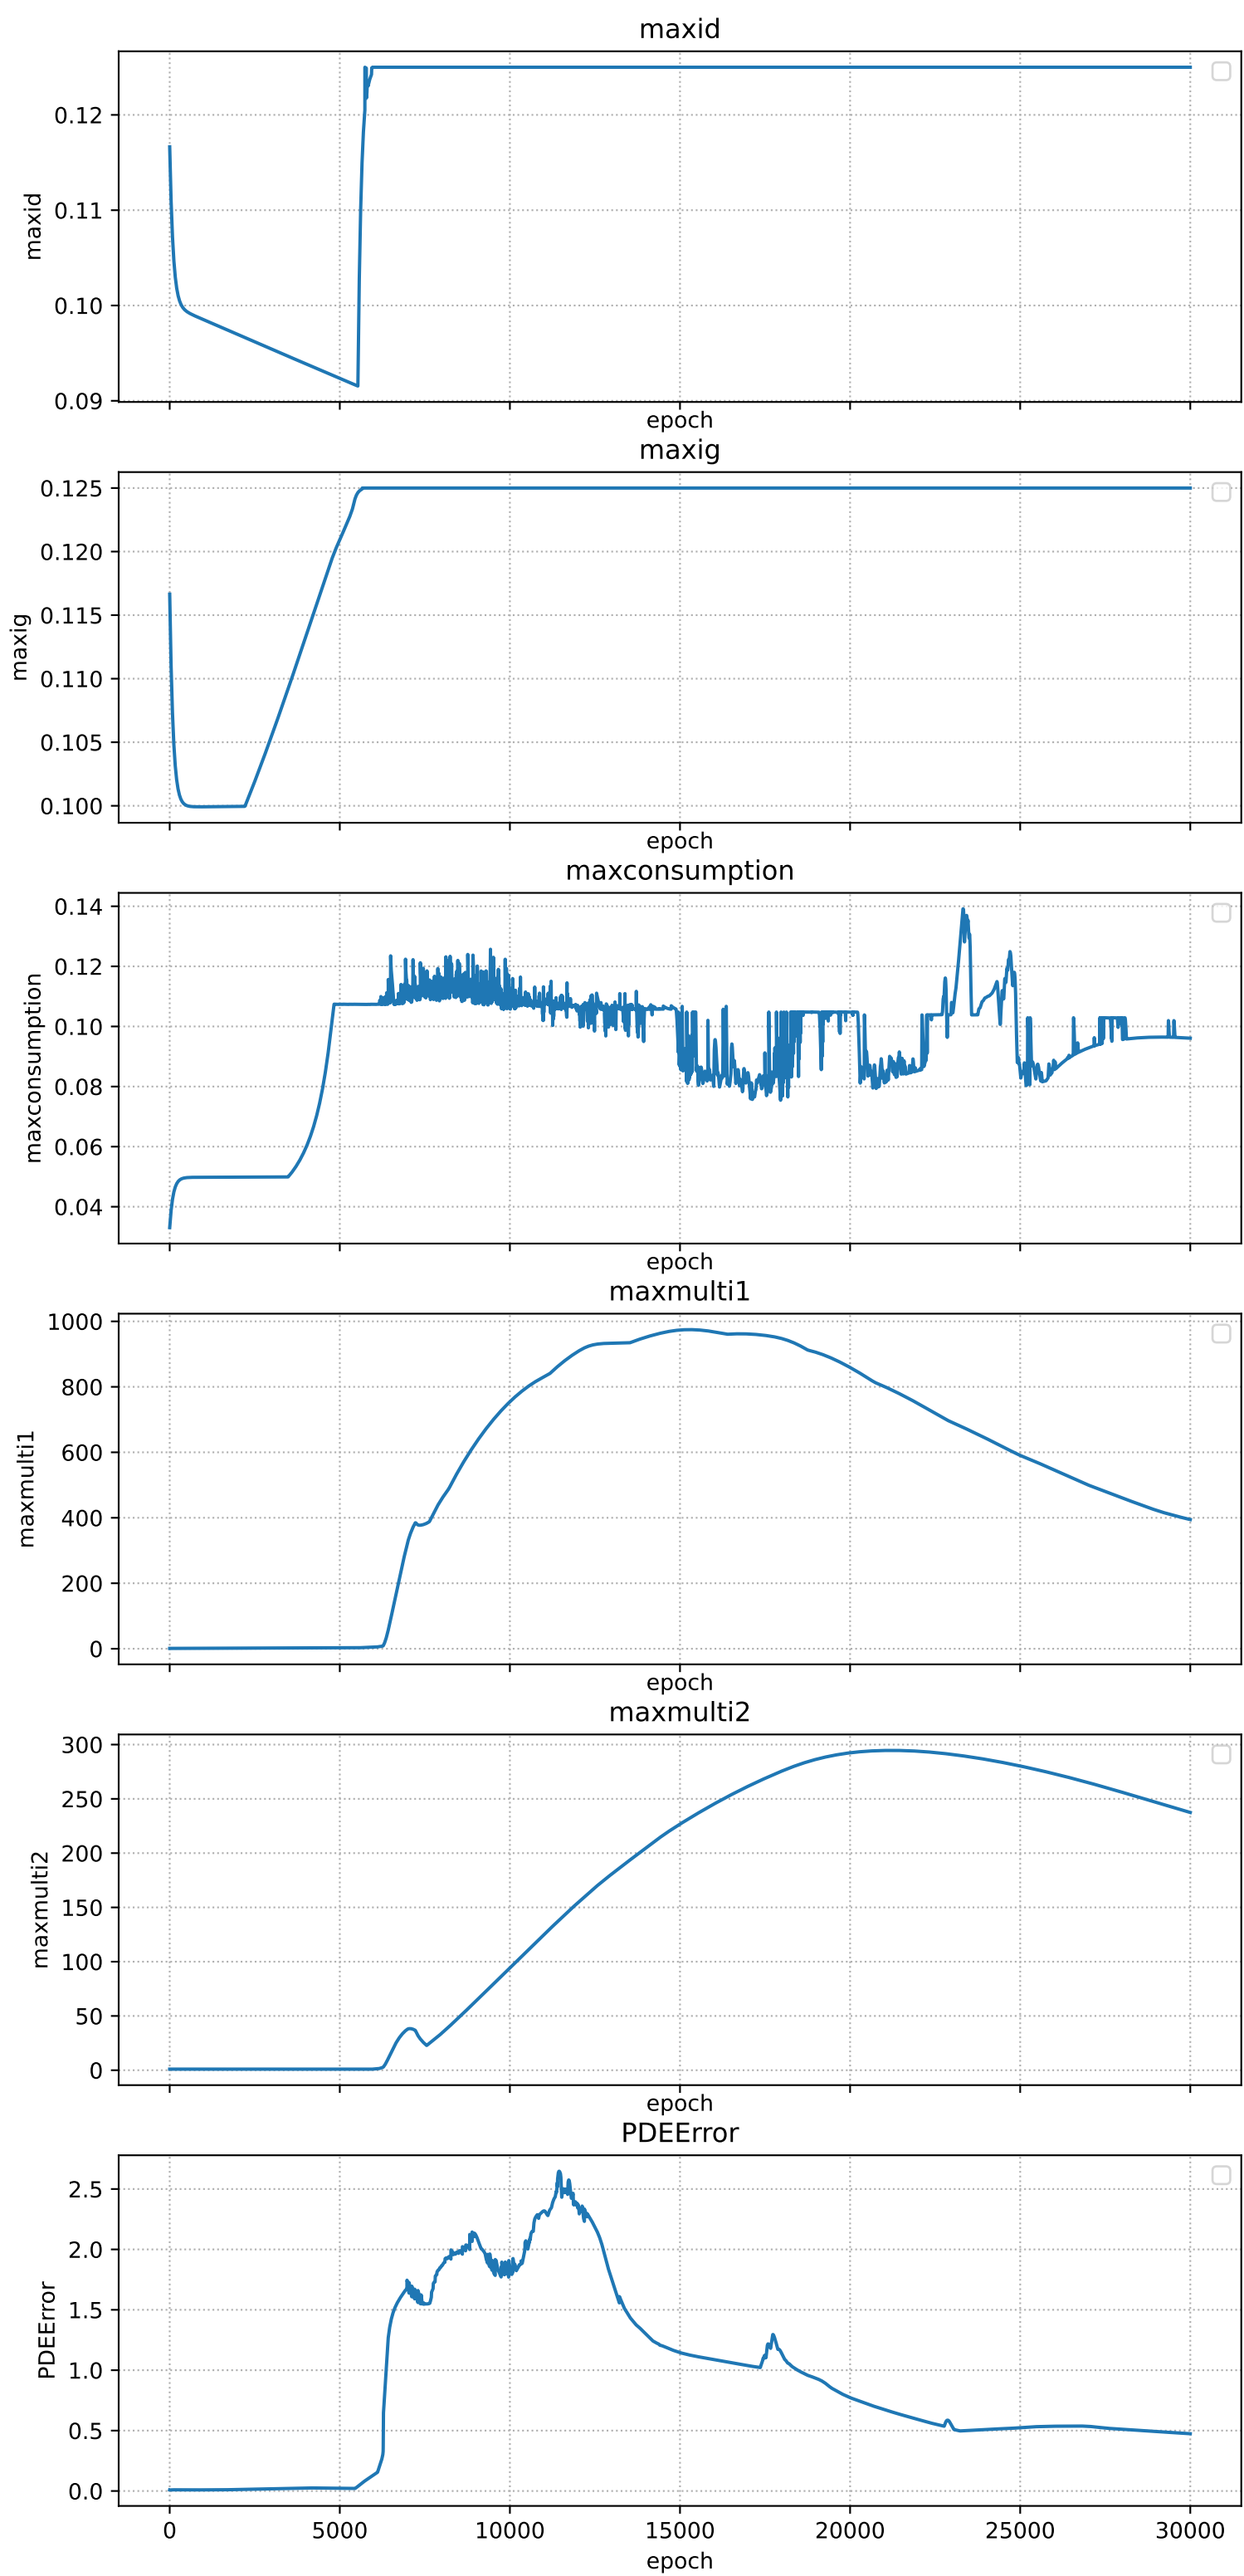 maxid
0.12
0.11
0.10
0.09
maxid
epoch
maxig
0.125
0.120
0.115
0.110
0.105
0.100
maxig
epoch
maxconsumption
0.14
0.12
0.10
0.08
0.06
0.04
maxconsumption
epoch
maxmulti1
1000
800
600
400
200
0
maxmulti1
epoch
maxmulti2
300
250
200
150
100
50
0
maxmulti2
epoch
PDEError
2.5
2.0
1.5
1.0
0.5
0.0
PDEError
0 5000 10000 15000 20000 25000 30000
epoch